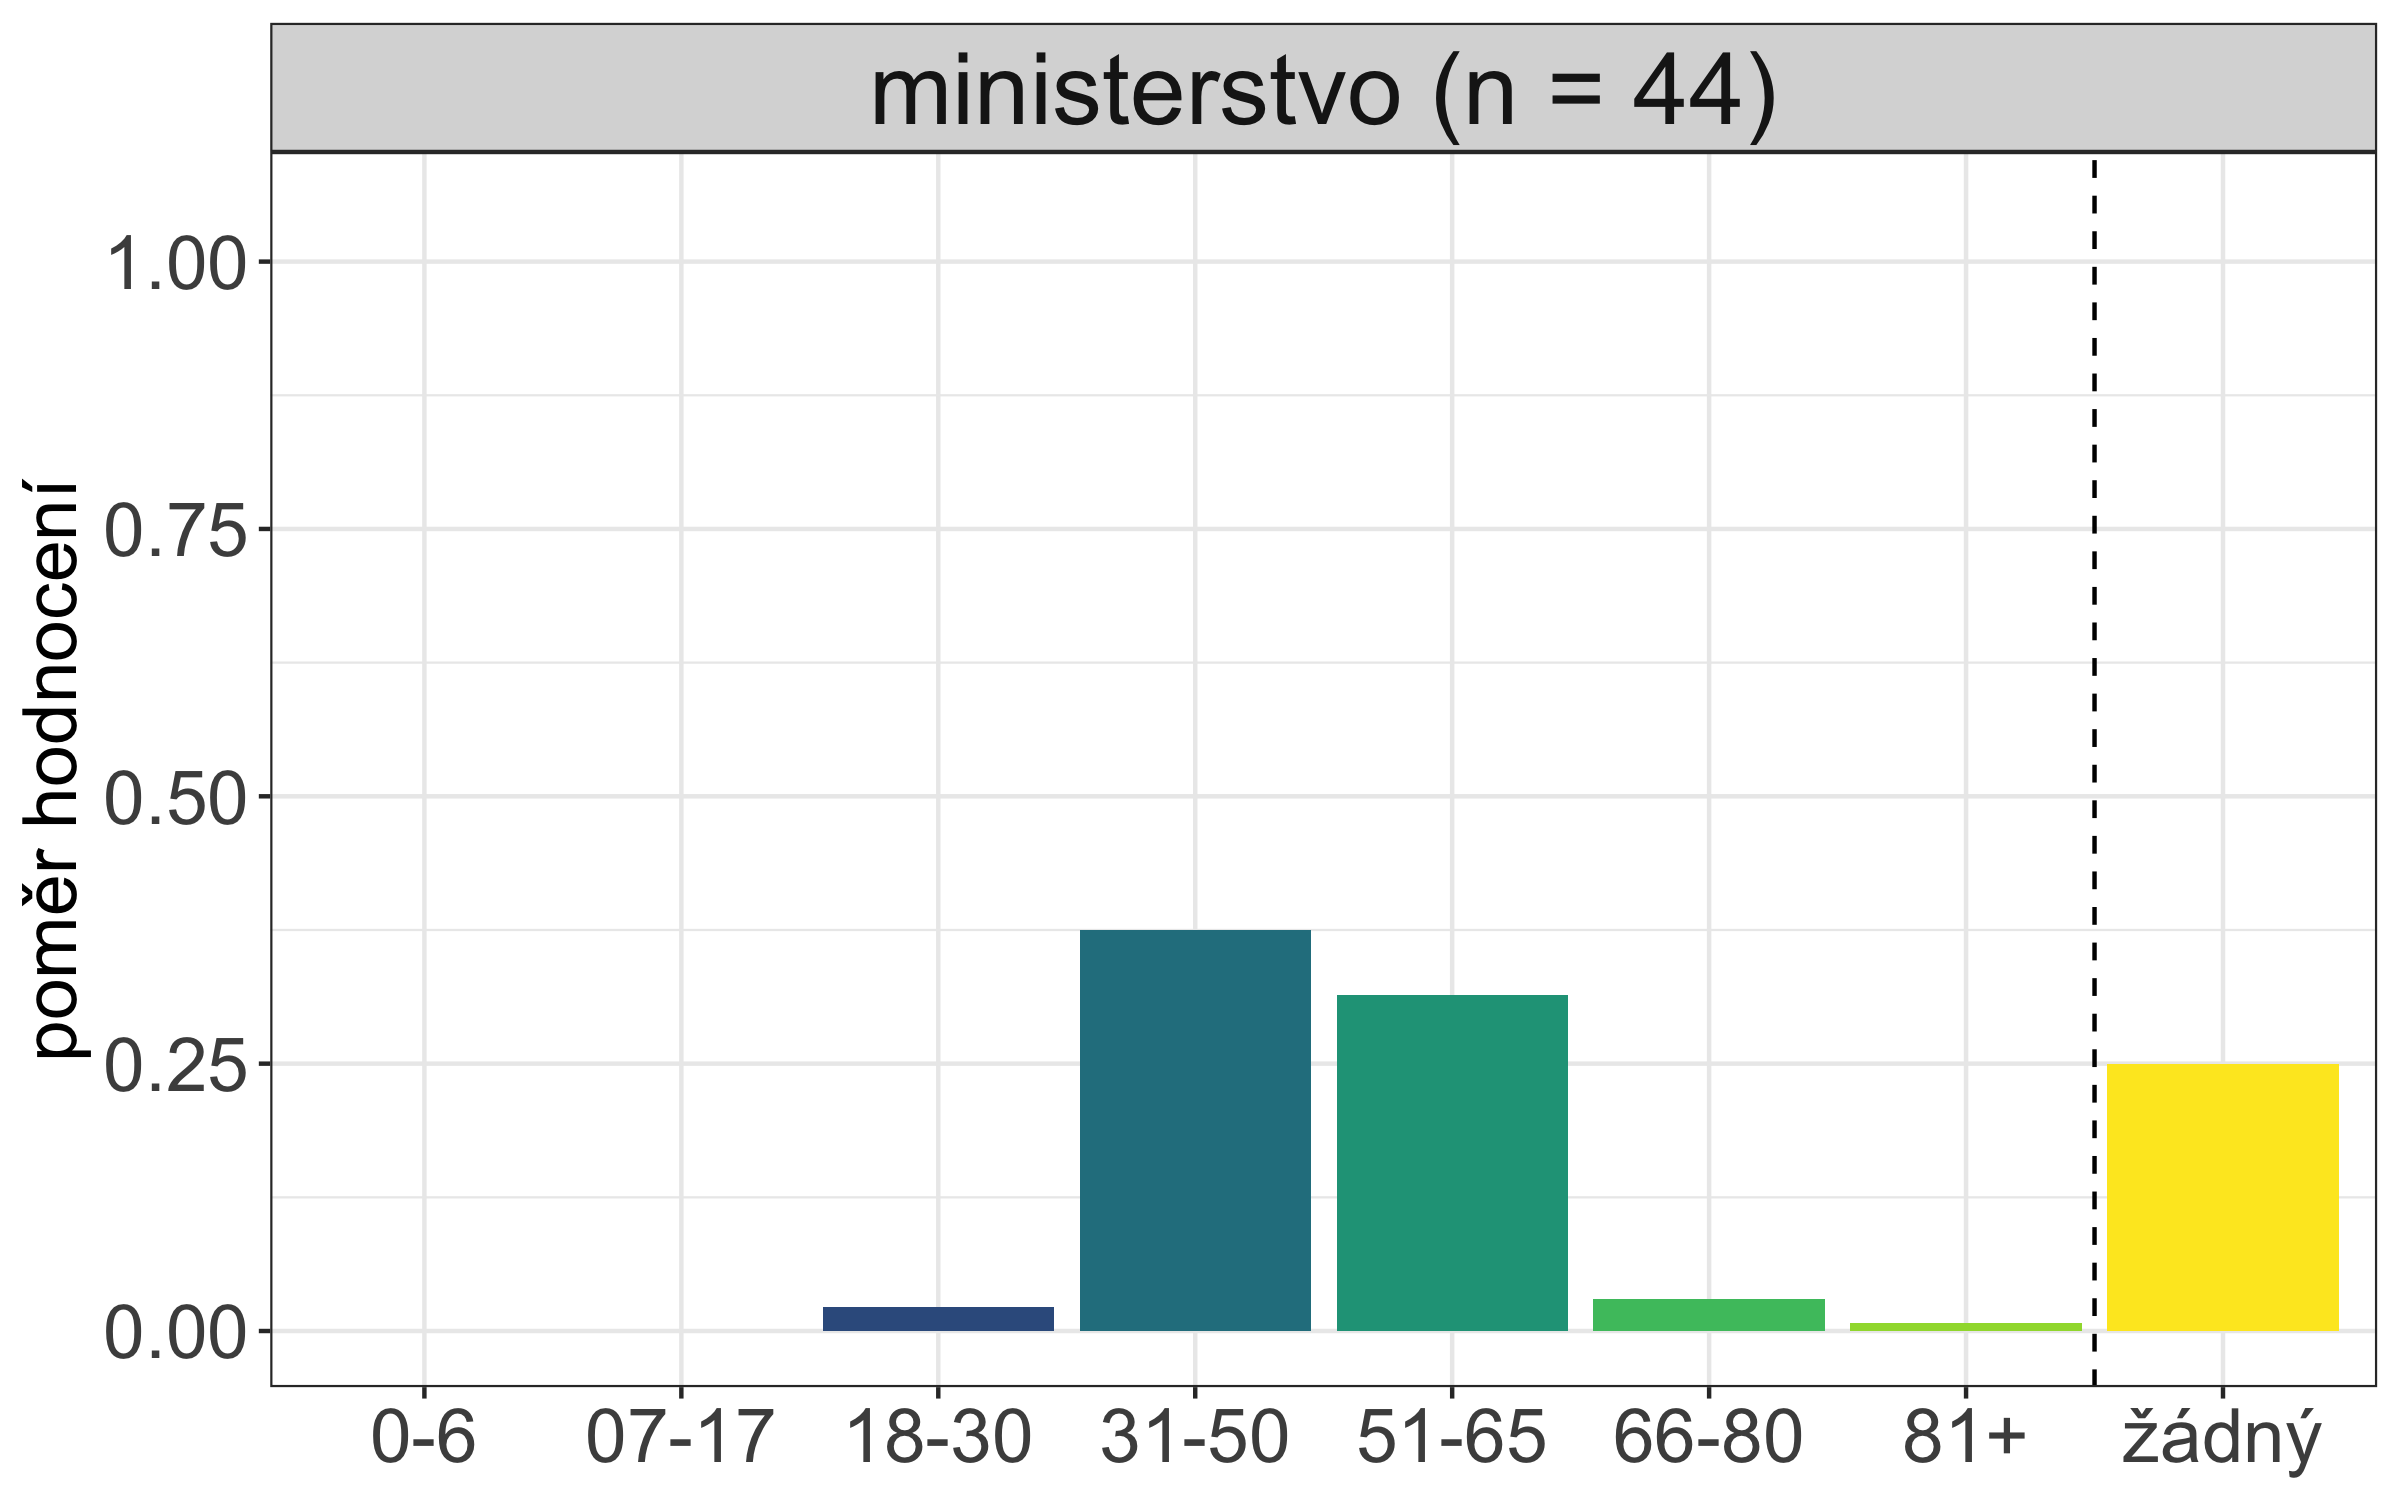 ministerstvo (n = 44)
poměr hodnocení
1.00
0.75
0.50
0.25
0.00
0-6 07-17 18-30 31-50 51-65 66-80 81+ žádný